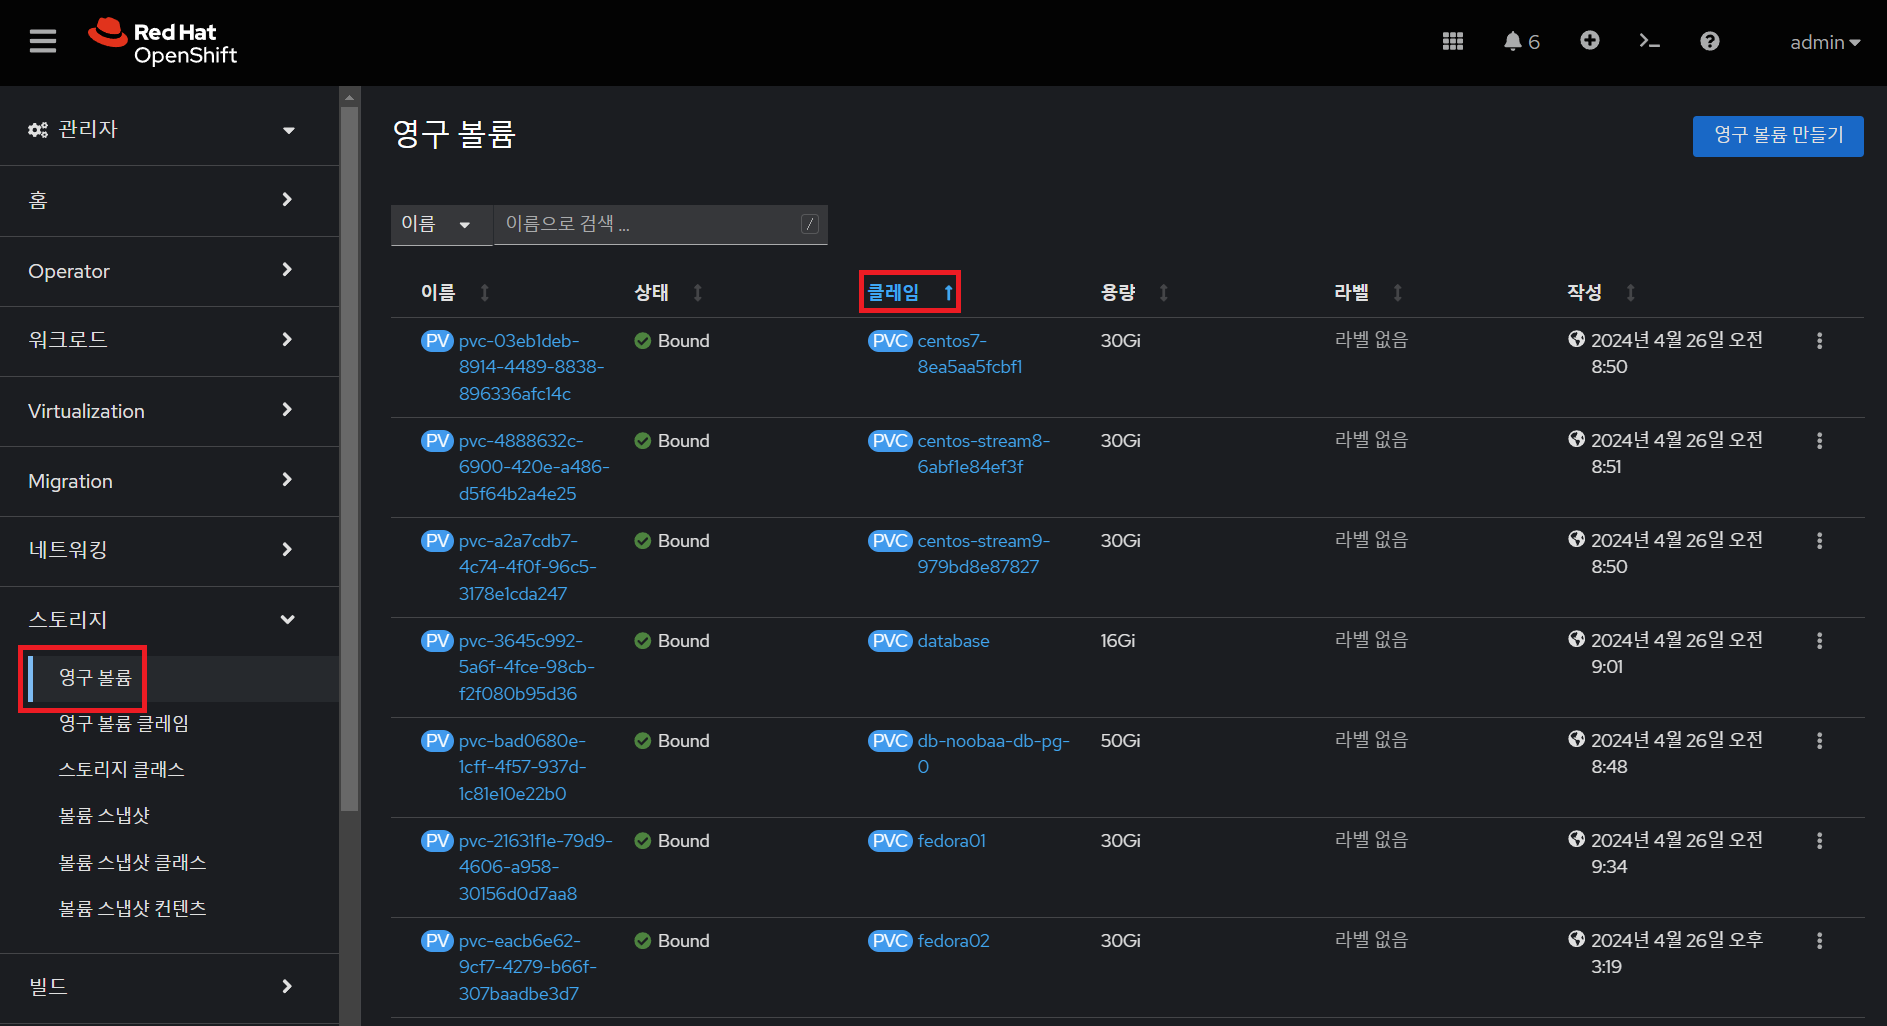 Red Hat
OpenShift
6
admin
관리자
홈
Operator
워크로드
Virtualization
Migration
네트워킹
스토리지
영구 볼륨
영구 볼륨 클레임
스토리지 클래스
볼륨 스냅샷
볼륨 스냅샷 클래스
볼륨 스냅샷 컨텐츠
빌드
영구 볼륨
영구 볼륨 만들기
이름 이름으로 검색 ... /
이름 상태 클레임 용량 라벨 작성
PV pvc-03eb1deb- Bound PVC centos7- 30Gi 라벨 없음 2024년 4월 26일 오전
8914-4489-8838- 8ea5aa5fcbf1 8:50
896336afc14c
PV pvc-4888632c- Bound PVC centos-stream8- 30Gi 라벨 없음 2024년 4월 26일 오전
6900-420e-a486- 6abf1e84ef3f 8:51
d5f64b2a4e25
PV pvc-a2a7cdb7- Bound PVC centos-stream9- 30Gi 라벨 없음 2024년 4월 26일 오전
4c74-4f0f-96c5- 979bd8e87827 8:50
3178e1cda247
PV pvc-3645c992- Bound PVC database 16Gi 라벨 없음 2024년 4월 26일 오전
5a6f-4fce-98cb- 9:01
f2f080b95d36
PV pvc-bad0680e- Bound PVC db-noobaa-db-pg- 50Gi 라벨 없음 2024년 4월 26일 오전
1cff-4f57-937d- 0 8:48
1c81e10e22b0
PV pvc-21631f1e-79d9- Bound PVC fedora01 30Gi 라벨 없음 2024년 4월 26일 오전
4606-a958- 9:34
30156d0d7aa8
PV pvc-eacb6e62- Bound PVC fedora02 30Gi 라벨 없음 2024년 4월 26일 오후
9cf7-4279-b66f- 3:19
307baadbe3d7